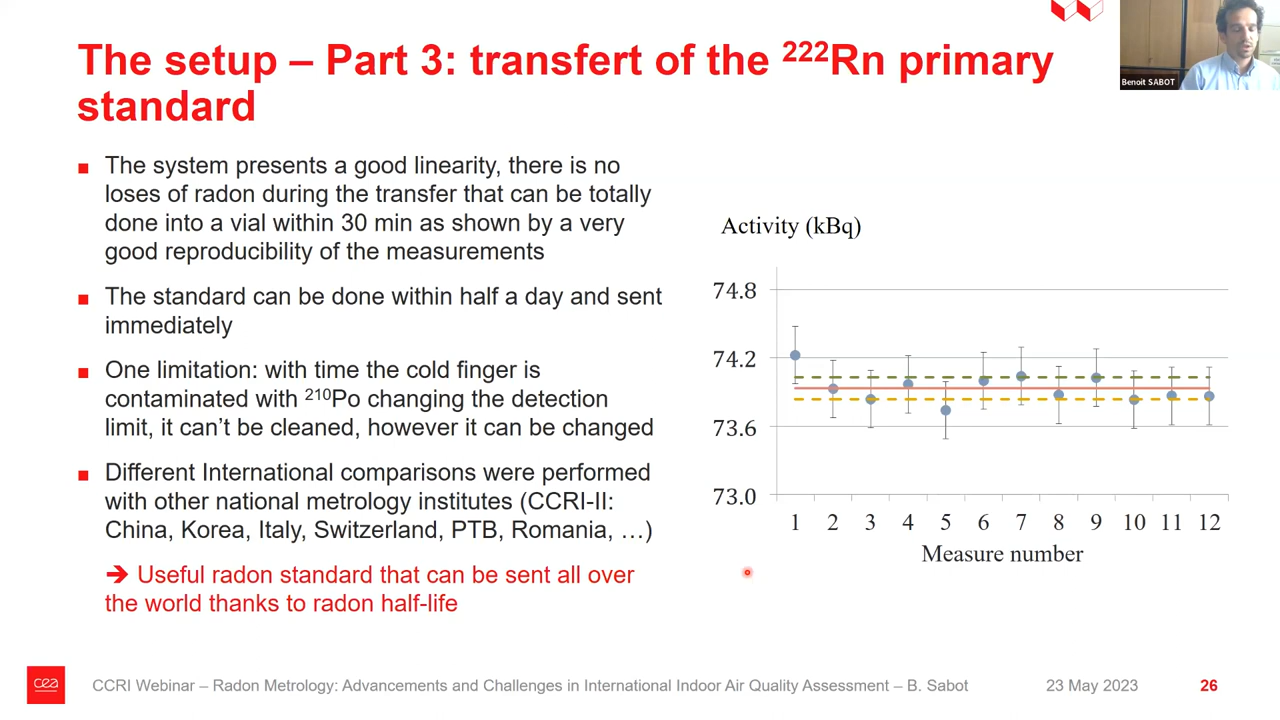 The setup – Part 3: transfert of the ²²²Rn primary
standard
Benoit SABOT
The system presents a good linearity, there is no
loses of radon during the transfer that can be totally
done into a vial within 30 min as shown by a very
good reproducibility of the measurements
The standard can be done within half a day and sent
immediately
One limitation: with time the cold finger is
contaminated with ²¹⁰Po changing the detection
limit, it can’t be cleaned, however it can be changed
Different International comparisons were performed
with other national metrology institutes (CCRI-II:
China, Korea, Italy, Switzerland, PTB, Romania, …)
➔ Useful radon standard that can be sent all over
the world thanks to radon half-life
Activity (kBq)
74.8
74.2
73.6
73.0
1 2 3 4 5 6 7 8 9 10 11 12
Measure number
cea
CCRI Webinar – Radon Metrology: Advancements and Challenges in International Indoor Air Quality Assessment – B. Sabot
23 May 2023
26